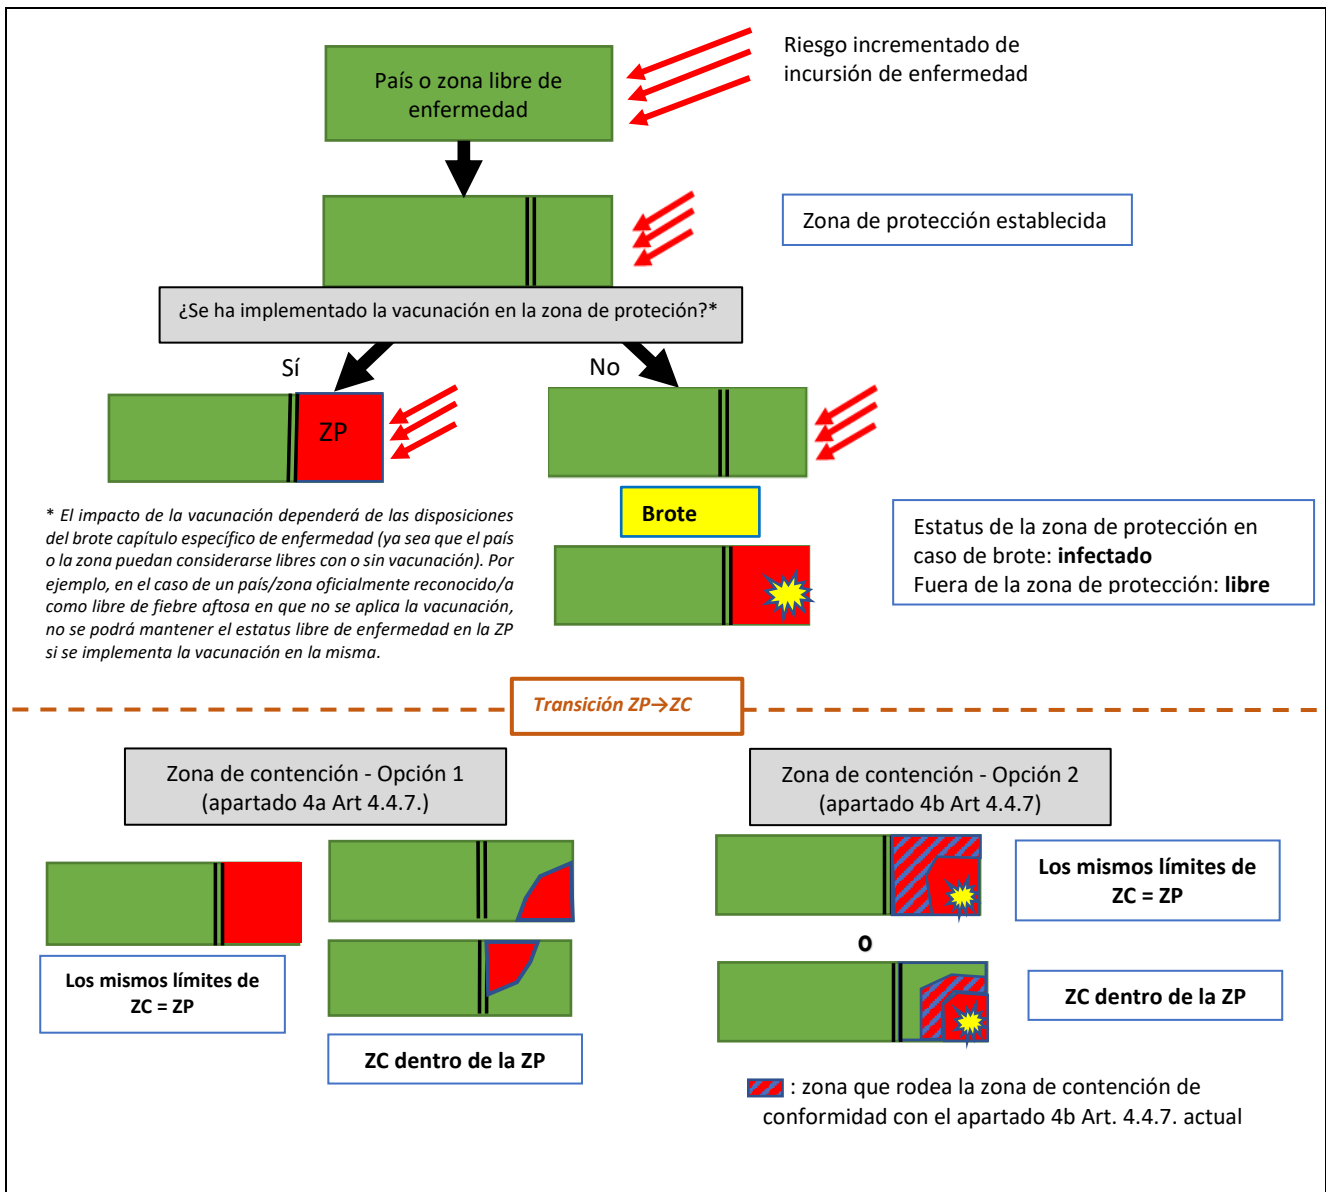 País o zona libre de
enfermedad
Riesgo incrementado de
incursión de enfermedad
Zona de protección establecida
¿Se ha implementado la vacunación en la zona de proteción?*
Sí
No
ZP
* El impacto de la vacunación dependerá de las disposiciones
del brote capítulo específico de enfermedad (ya sea que el país
o la zona puedan considerarse libres con o sin vacunación). Por
ejemplo, en el caso de un país/zona oficialmente reconocido/a
como libre de fiebre aftosa en que no se aplica la vacunación,
no se podrá mantener el estatus libre de enfermedad en la ZP
si se implementa la vacunación en la misma.
Brote
Estatus de la zona de protección en
caso de brote: infectado
Fuera de la zona de protección: libre
Transición ZP→ZC
Zona de contención - Opción 1
(apartado 4a Art 4.4.7.)
Los mismos límites de
ZC = ZP
ZC dentro de la ZP
Zona de contención - Opción 2
(apartado 4b Art 4.4.7)
Los mismos límites de
ZC = ZP
o
ZC dentro de la ZP
: zona que rodea la zona de contención de
conformidad con el apartado 4b Art. 4.4.7. actual